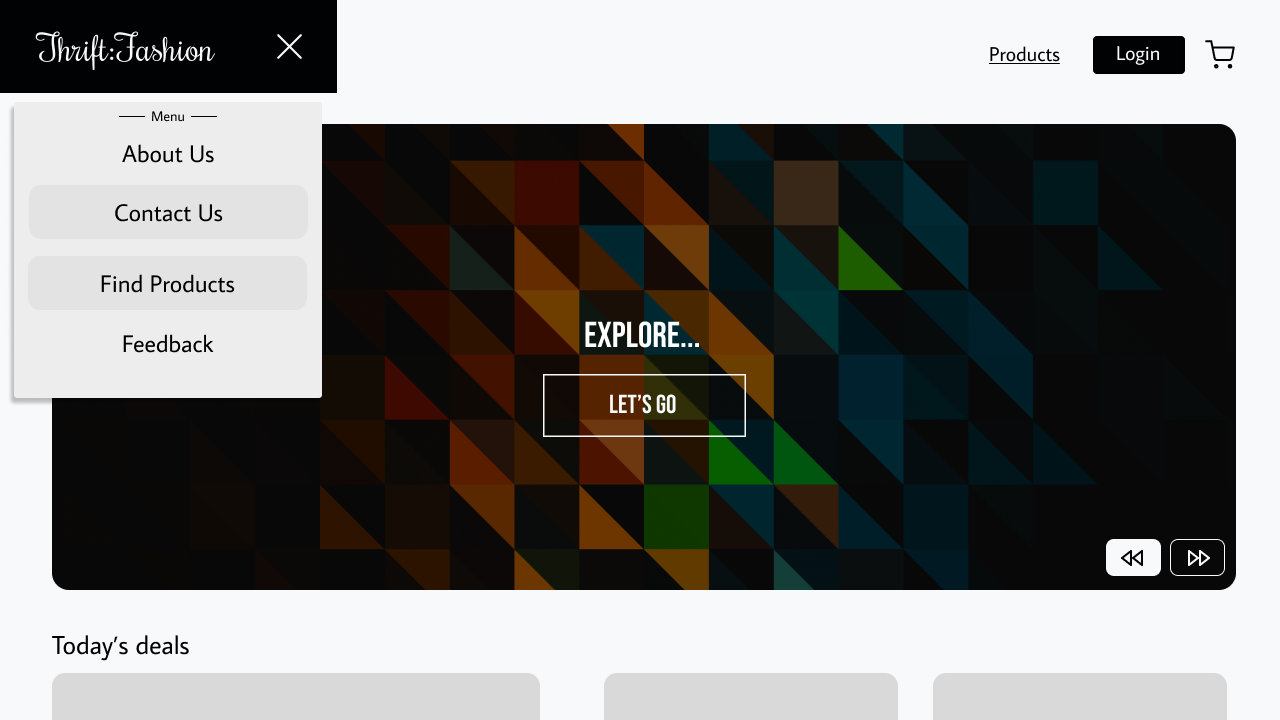 Thrift:Fashion
Products
Login
Menu
About Us
Contact Us
Find Products
Feedback
EXPLORE...
LET’S GO
Today’s deals